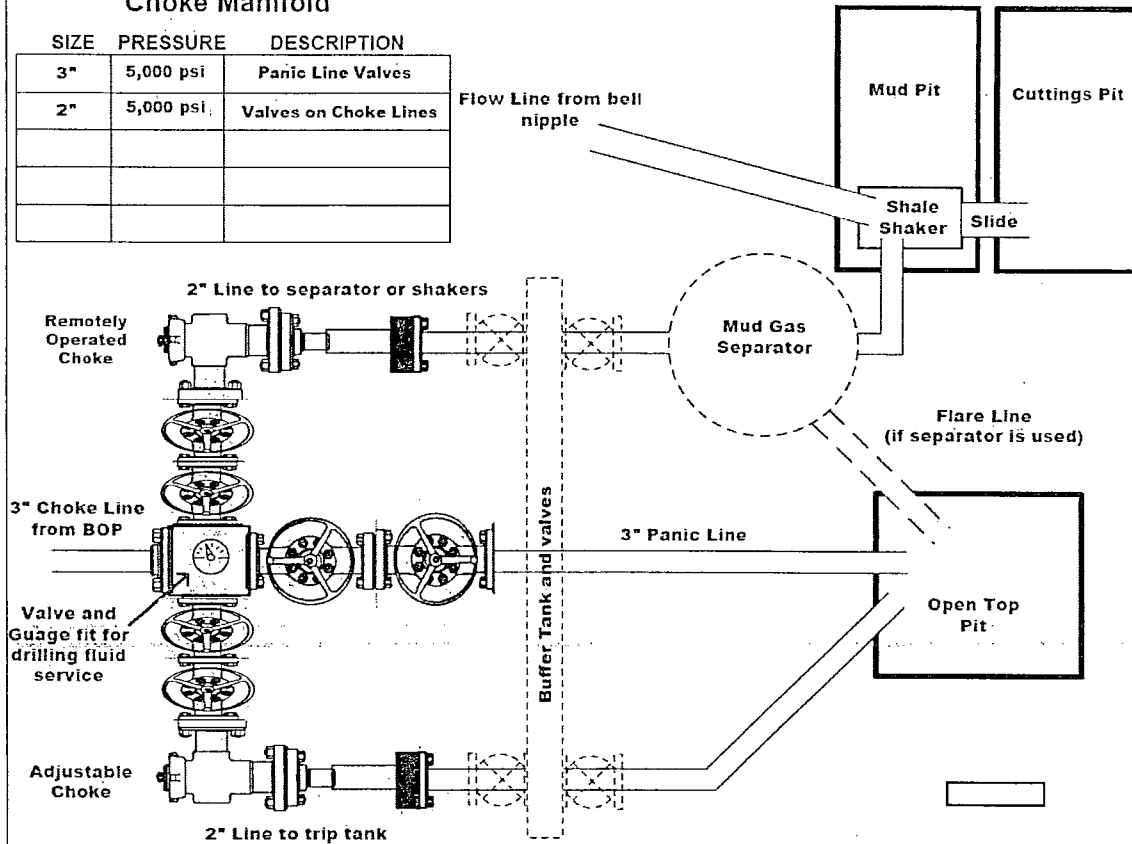 Choke Manifold
SIZE PRESSURE DESCRIPTION
3" 5,000 psi Panic Line Valves
2" 5,000 psi Valves on Choke Lines
Flow Line from bell
nipple
Mud Pit
Cuttings Pit
Shale
Shaker
Slide
2" Line to separator or shakers
Remotely
Operated
Choke
Mud Gas
Separator
Flare Line
(if separator is used)
3" Choke Line
from BOP
3" Panic Line
Buffer Tank and valves
Valve and
Guage fit for
drilling fluid
service
Open Top
Pit
Adjustable
Choke
2" Line to trip tank